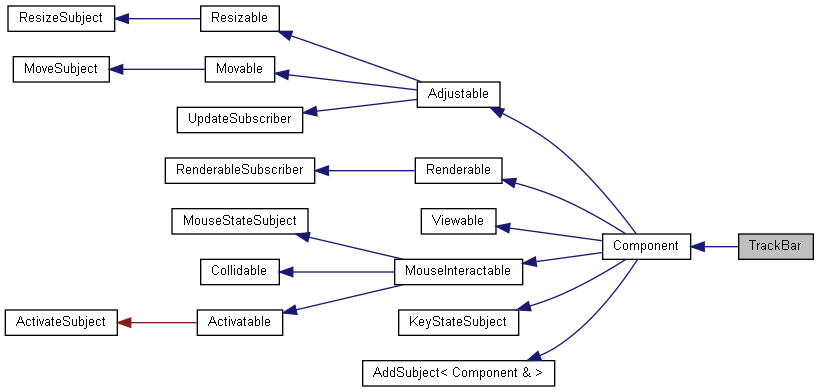 ResizeSubject
Resizable
MoveSubject
Movable
Adjustable
UpdateSubscriber
RenderableSubscriber
Renderable
MouseStateSubject
Viewable
Component
TrackBar
Collidable
MouseInteractable
ActivateSubject
Activatable
KeyStateSubject
AddSubject< Component & >